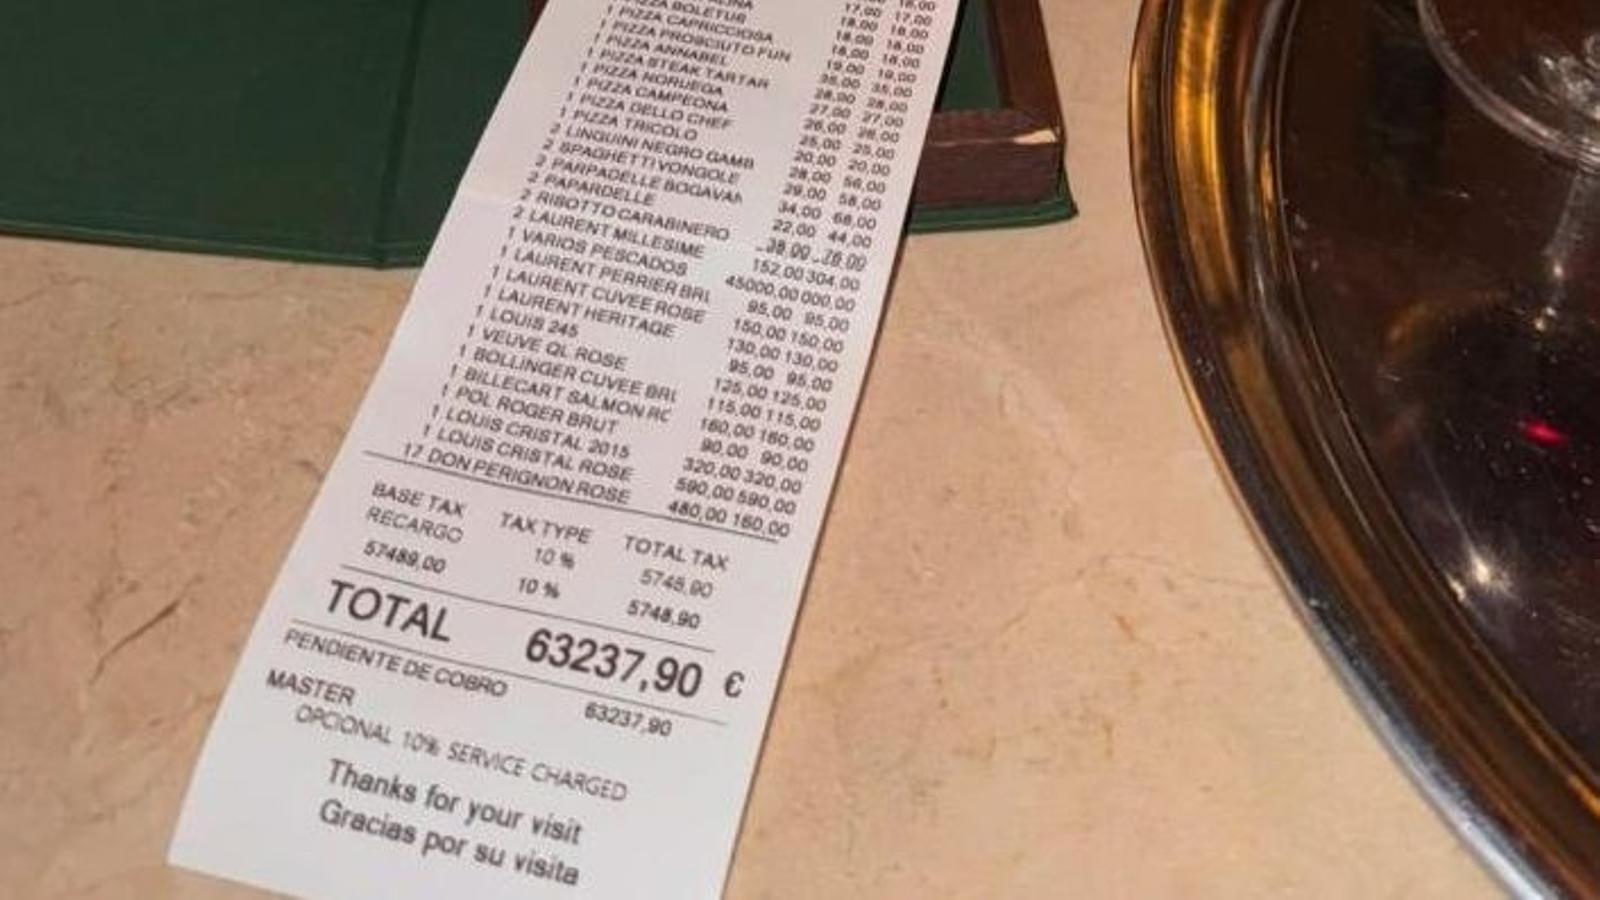 17,00 17,00
PIZZA BOLETUS 18,00 18,00
1 PIZZA CAPRICCIOSA 18,00 18,00
1 PIZZA PROSCIUTO FUN 19,00 19,00
1 PIZZA ANNABEL 35,00 35,00
1 PIZZA STEAK TARTAR 28,00 28,00
1 PIZZA NORUEGA 27,00 27,00
1 PIZZA CAMPEONA 26,00 26,00
1 PIZZA DELLO CHEF 25,00 25,00
1 PIZZA TRICOLO 20,00 20,00
2 LINGUINI NEGRO GAMB 28,00 56,00
2 SPAGHETTI VONGOLE 29,00 58,00
2 PARPADELLE BOGAVAN 34,00 68,00
2 PAPARDELLE 22,00 44,00
2 RISOTTO CARABINERO 38,00 76,00
2 LAURENT MILLESIME 152,00 304,00
1 VARIOS PESCADOS 45000,00 000,00
1 LAURENT PERRIER BRI 95,00 95,00
1 LAURENT CUVEE ROSE 150,00 150,00
1 LAURENT HERITAGE 130,00 130,00
1 LOUIS 245 95,00 95,00
1 VEUVE QL ROSE 125,00 125,00
1 BOLLINGER CUVEE BRI 115,00 115,00
1 BILLECART SALMON RC 160,00 160,00
1 POL ROGER BRUT 90,00 90,00
1 LOUIS CRISTAL 2015 320,00 320,00
1 LOUIS CRISTAL ROSE 590,00 590,00
17 DON PERIGNON ROSE 480,00 160,00
BASE TAX TAX TYPE TOTAL TAX
RECARGO 10 % 5748,90
57489,00 10 % 5748,90
TOTAL 63237,90 €
PENDIENTE DE COBRO 63237,90
MASTER
OPCIONAL 10% SERVICE CHARGED
Thanks for your visit
Gracias por su visita